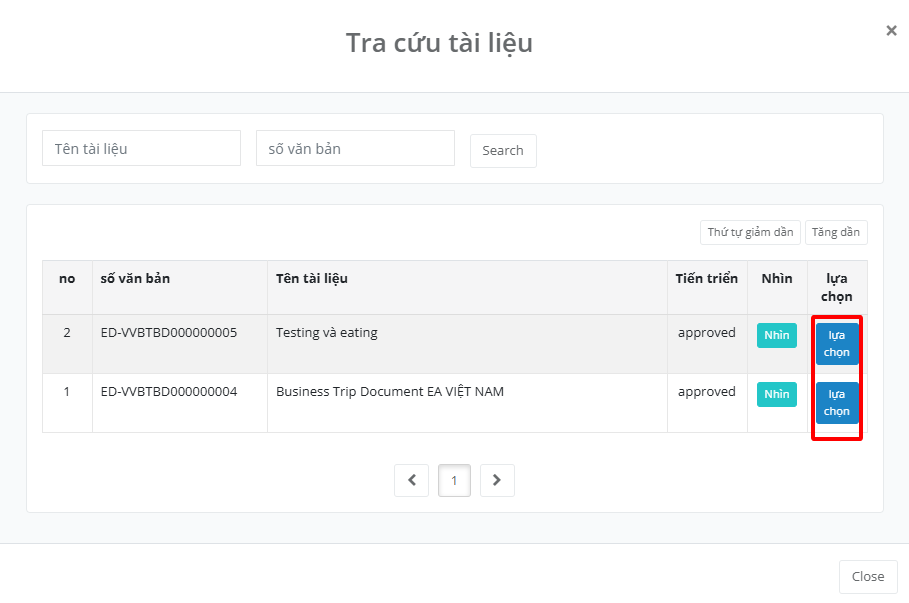 Tra cứu tài liệu
×
Tên tài liệu số văn bản Search
Thứ tự giảm dần Tăng dần
no số văn bản Tên tài liệu Tiến triển Nhìn lựa
chọn
2 ED-VVBTBD000000005 Testing và eating approved Nhìn lựa
chọn
1 ED-VVBTBD000000004 Business Trip Document EA VIỆT NAM approved Nhìn lựa
chọn
1
Close